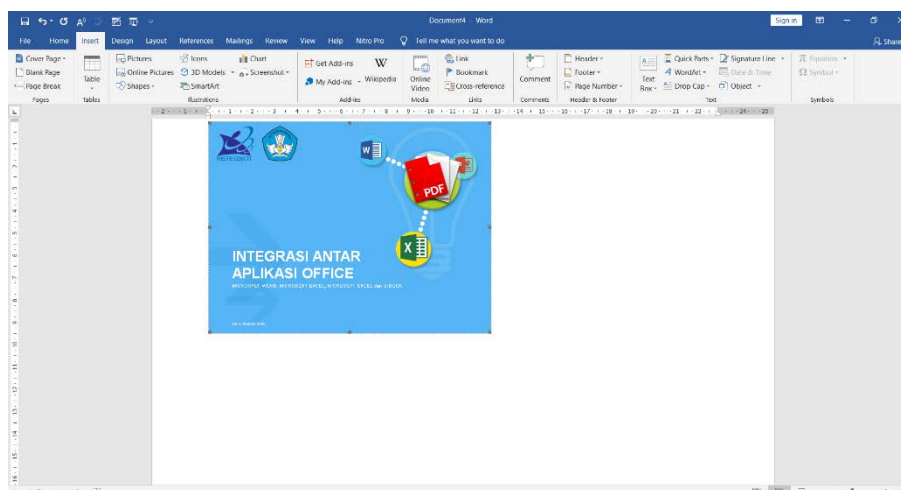 Document4 - Word
Sign in
File Home Insert Design Layout References Mailings Review View Help Nitro Pro Tell me what you want to do Share
Cover Page
Blank Page
Page Break
Pages
Table
Tables
Pictures
Online Pictures
Shapes
Icons
3D Models
SmartArt
Chart
Screenshot
Illustrations
Get Add-ins
My Add-ins
Wikipedia
Add-ins
Online
Video
Media
Link
Bookmark
Cross-reference
Links
Comment
Comments
Header
Footer
Page Number
Header & Footer
Text
Box
Quick Parts
WordArt
Drop Cap
Signature Line
Date & Time
Object
Text
Equation
Symbol
Symbols
PDF
INTEGRASI ANTAR
APLIKASI OFFICE